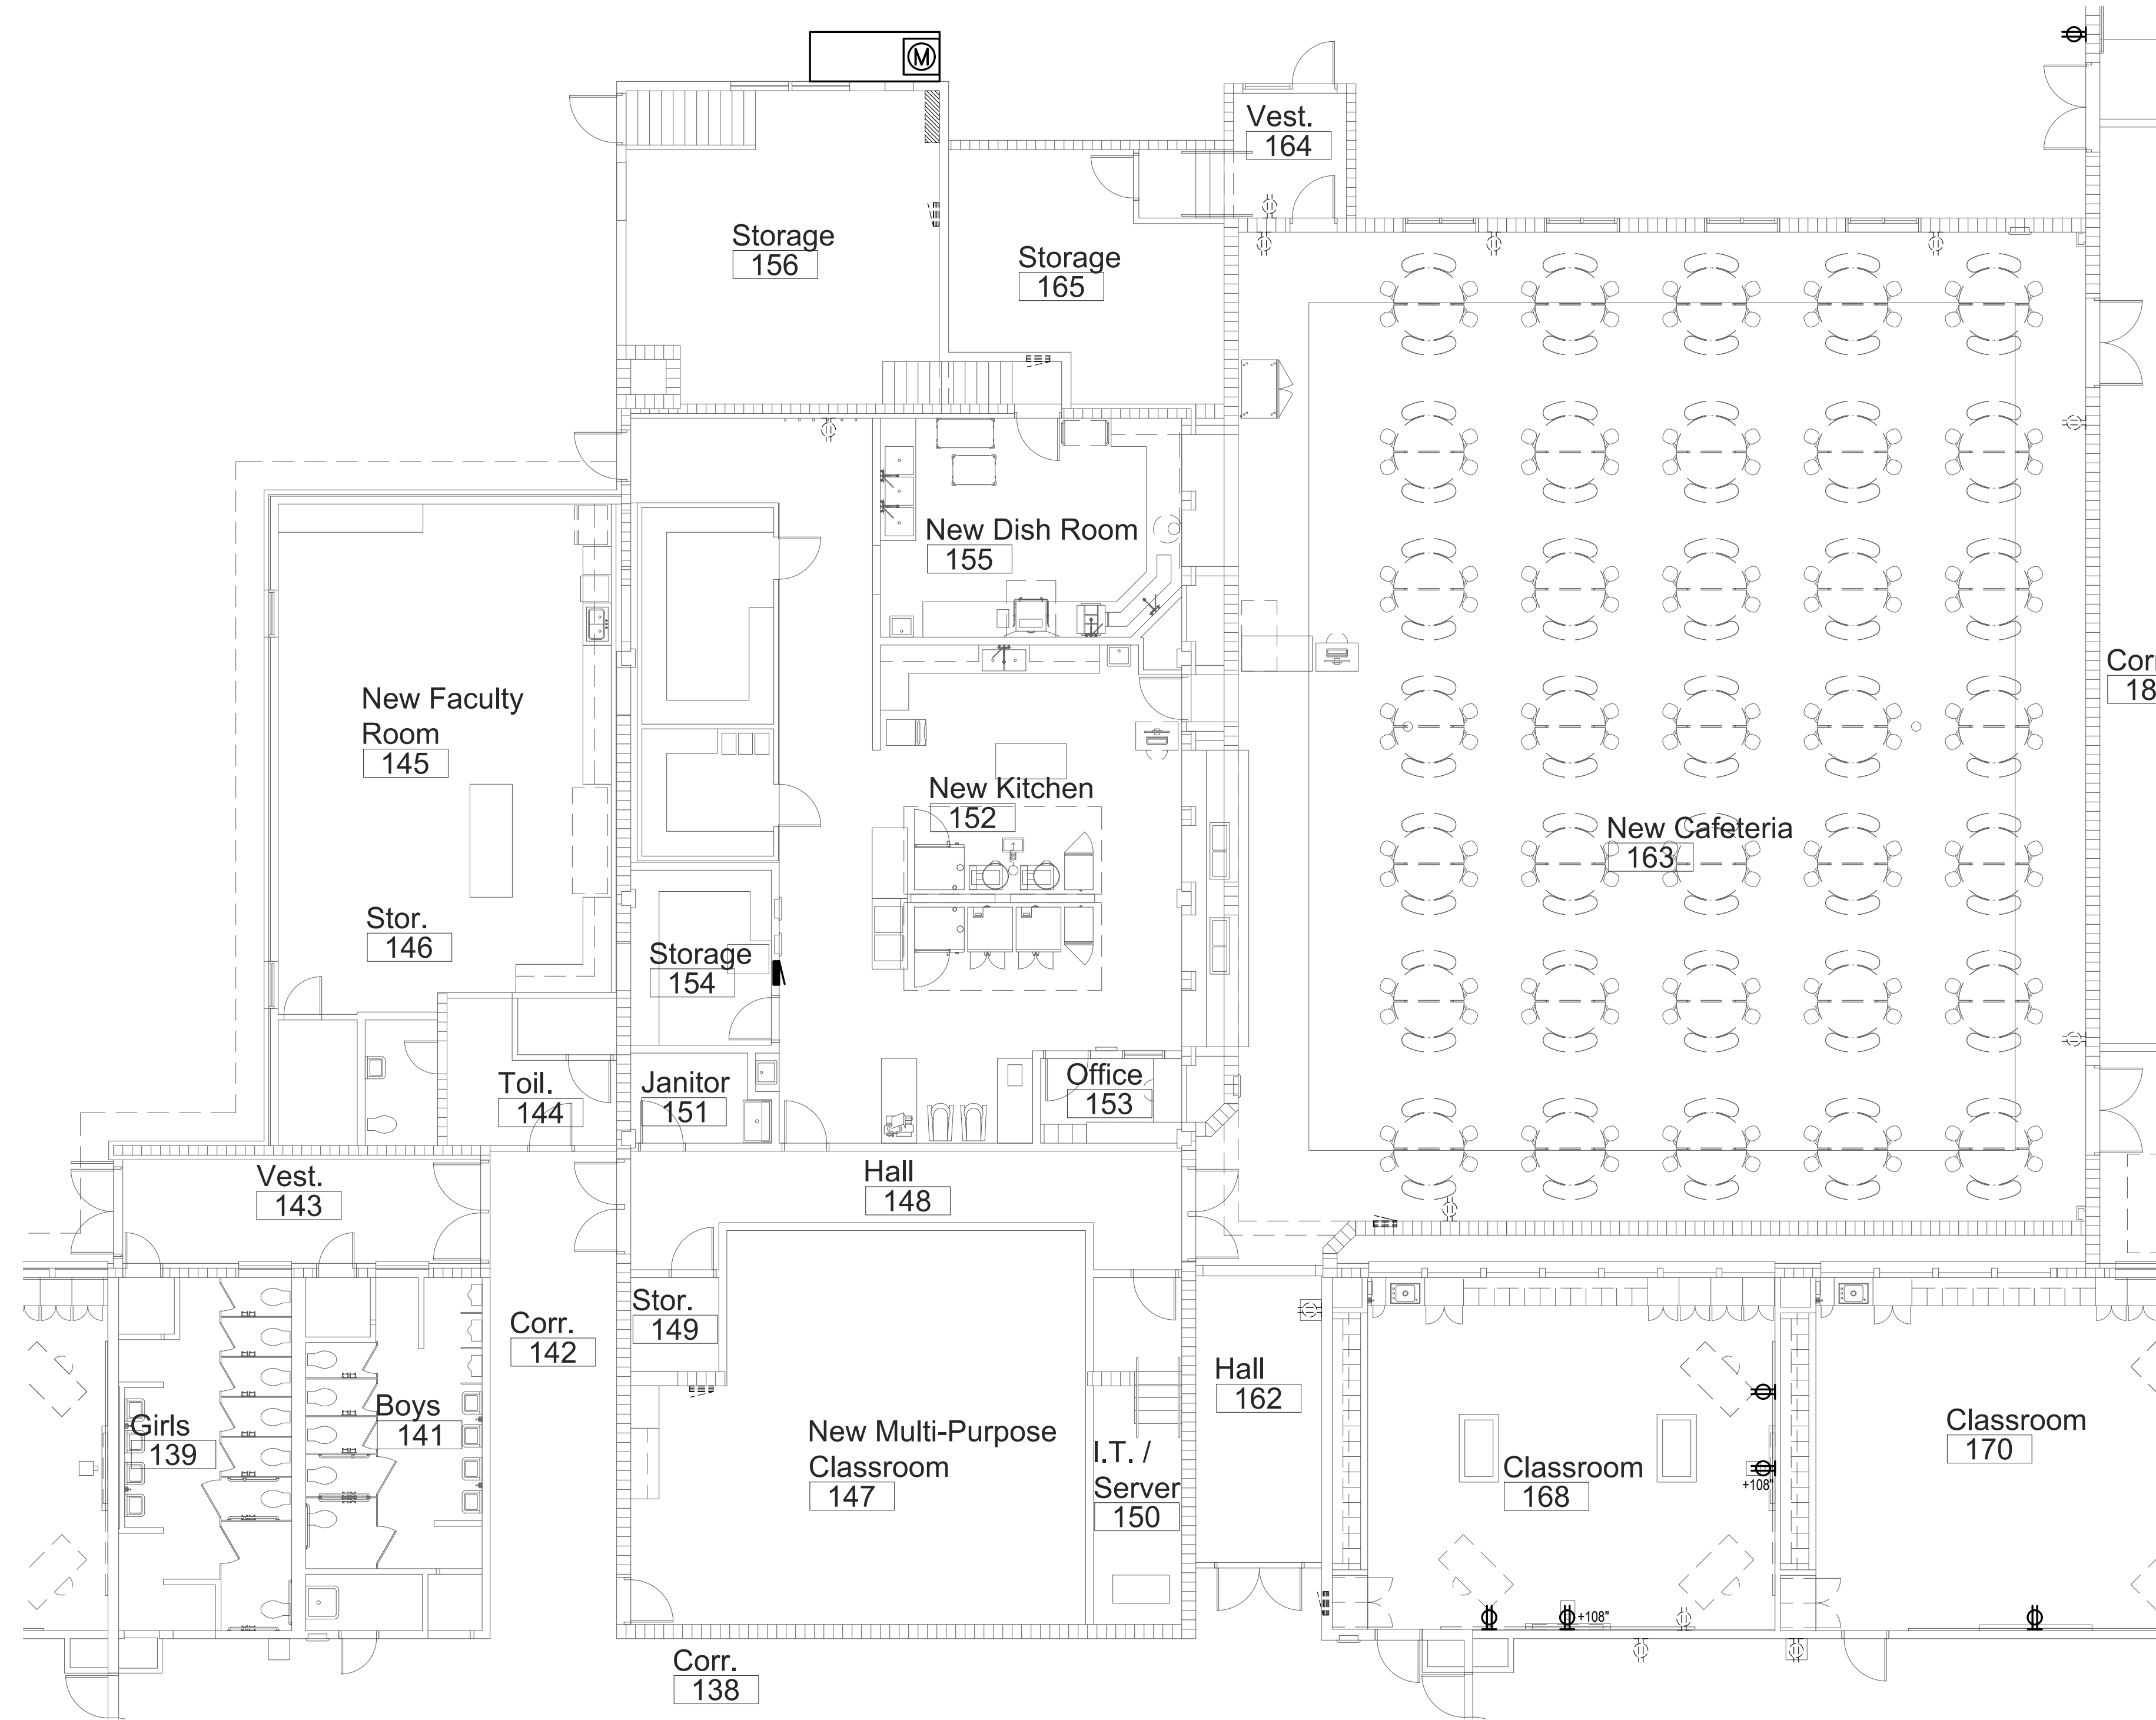 M
Vest.
164
Storage
156
Storage
165
New Dish Room
155
Corr
18
New Faculty
Room
145
New Kitchen
152
New Cafeteria
163
Stor.
146
Storage
154
Toil.
144
Janitor
151
Office
153
Vest.
143
Hall
148
Stor.
149
Corr.
142
Hall
162
Girls
139
Boys
141
New Multi-Purpose
Classroom
147
I.T. /
Server
150
Classroom
168
+108"
+108"
Classroom
170
Corr.
138